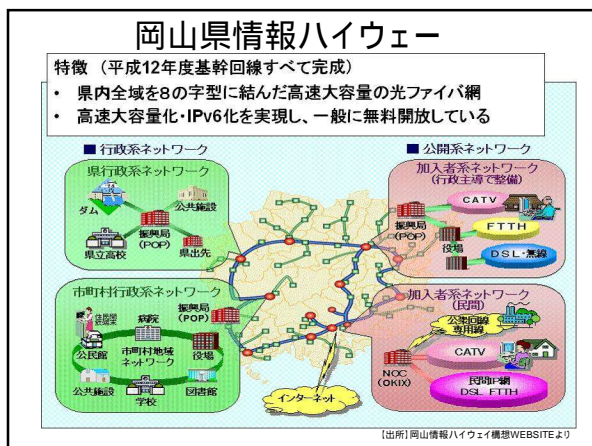 岡山県情報ハイウェー
特徴 (平成12年度基幹回線すべて完成)
・ 県内全域を8の字型に結んだ高速大容量の光ファイバ網
・ 高速大容量化・IPv6化を実現し、一般に無料開放している
■ 行政系ネットワーク
県行政系ネットワーク
ダム
公共施設
振興局
(POP)
県立高校
県出先
市町村行政系ネットワーク
振興局
(POP)
病院
公民館
市町村地域
ネットワーク
役場
公共施設
学校
図書館
■ 公開系ネットワーク
加入者系ネットワーク
(行政主導で整備)
CATV
振興局
(POP)
FTTH
役場
DSL・無線
加入者系ネットワーク
(民間)
公衆回線
専用線
CATV
NOC
(OKIX)
民間IP網
DSL FTTH
インターネット
【出所】岡山情報ハイウェイ構想WEBSITEより